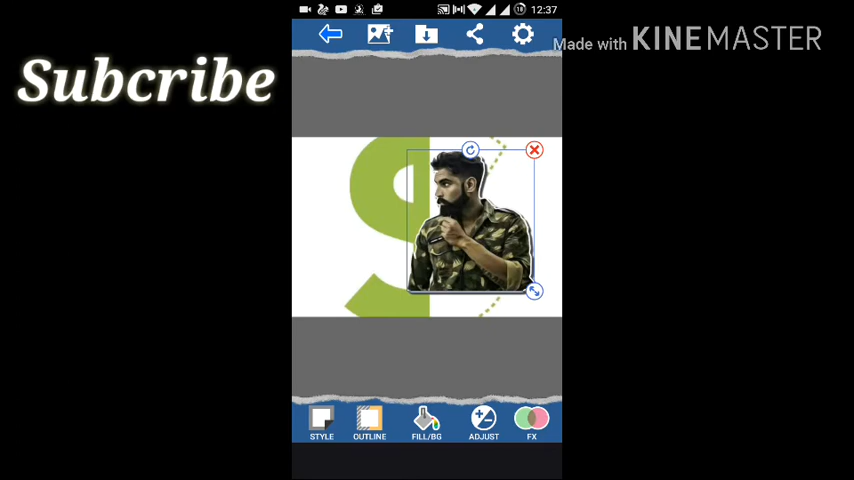 12:37
Subcribe
Made with KINEMASTER
STYLE
OUTLINE
FILL/BG
ADJUST
FX